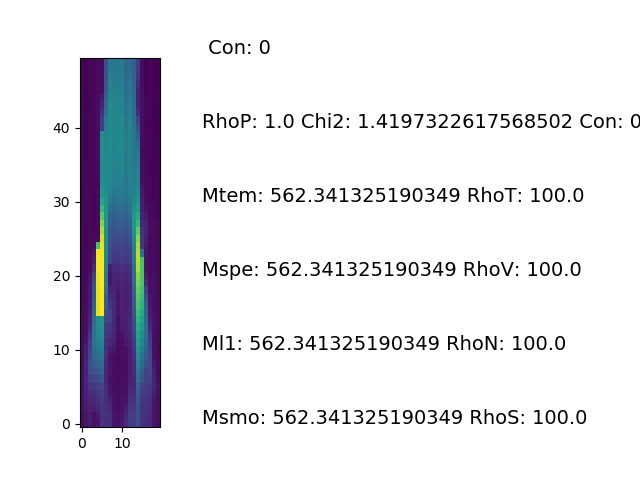 Con: 0
RhoP: 1.0 Chi2: 1.4197322617568502 Con: 0
Mtem: 562.341325190349 RhoT: 100.0
Mspe: 562.341325190349 RhoV: 100.0
Ml1: 562.341325190349 RhoN: 100.0
Msmo: 562.341325190349 RhoS: 100.0
40
30
20
10
0
0 10